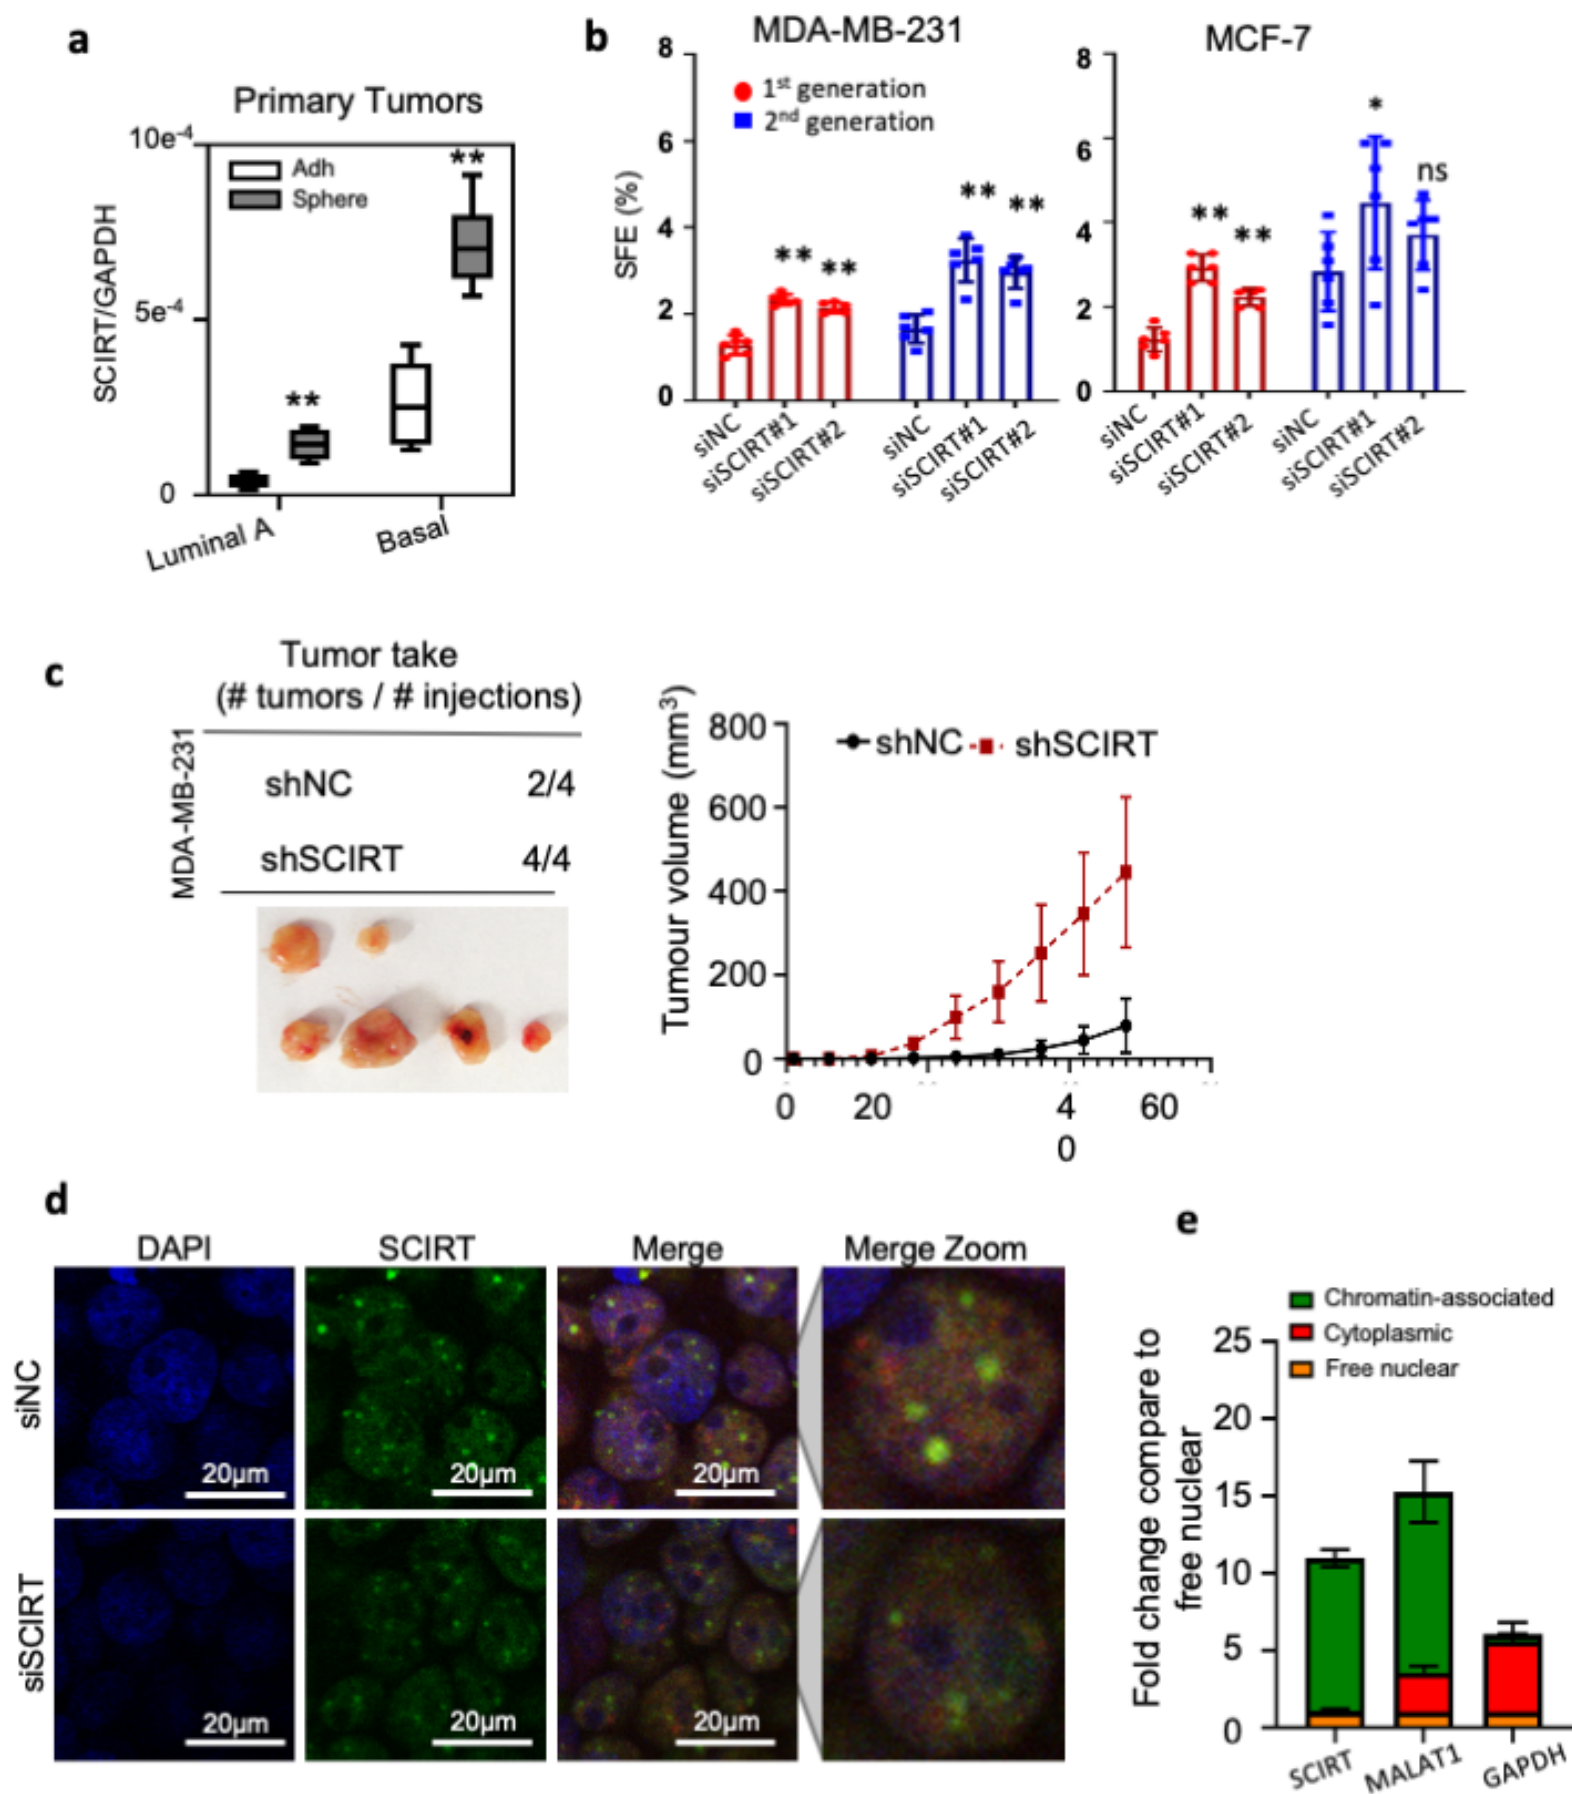 a
Primary Tumors
10e-4
5e-4
0
SCIRT/GAPDH
Adh
Sphere
**
**
Luminal A
Basal
b
MDA-MB-231
8
6
4
2
0
SFE (%)
1st generation
2nd generation
**
**
**
**
siNC
siSCIRT#1
siSCIRT#2
siNC
siSCIRT#1
siSCIRT#2
MCF-7
8
6
4
2
0
**
**
*
ns
siNC
siSCIRT#1
siSCIRT#2
siNC
siSCIRT#1
siSCIRT#2
c
Tumor take
(# tumors / # injections)
MDA-MB-231
shNC 2/4
shSCIRT 4/4
Tumour volume (mm3)
800
600
400
200
0
shNC shSCIRT
0 20 4 60
0
d
DAPI SCIRT Merge Merge Zoom
siNC
20µm 20µm 20µm
siSCIRT
20µm 20µm 20µm
e
Chromatin-associated
Cytoplasmic
Free nuclear
Fold change compare to
free nuclear
25
20
15
10
5
0
SCIRT
MALAT1
GAPDH